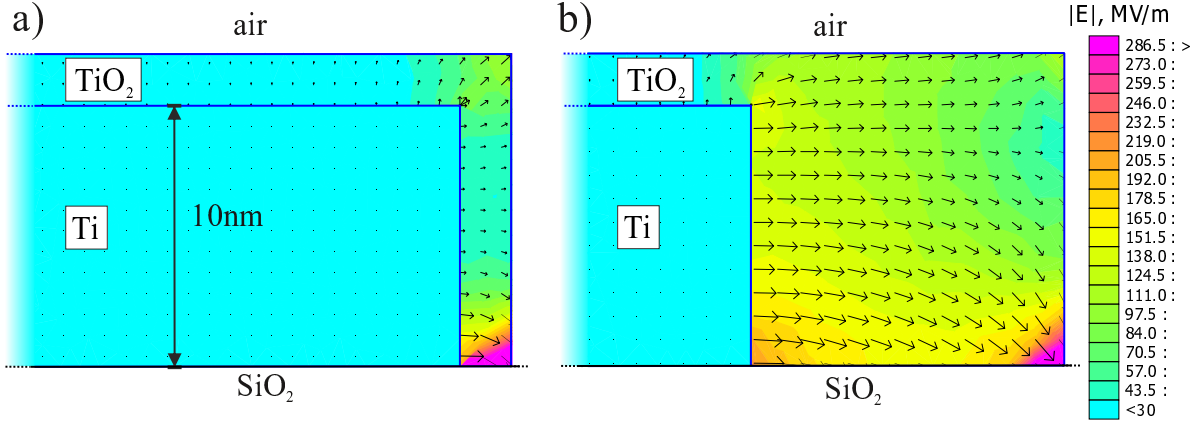 a)
air
TiO₂
Ti
10nm
SiO₂
b)
air
TiO₂
Ti
SiO₂
|E|, MV/m
286.5 : >
273.0 :
259.5 :
246.0 :
232.5 :
219.0 :
205.5 :
192.0 :
178.5 :
165.0 :
151.5 :
138.0 :
124.5 :
111.0 :
97.5 :
84.0 :
70.5 :
57.0 :
43.5 :
<30